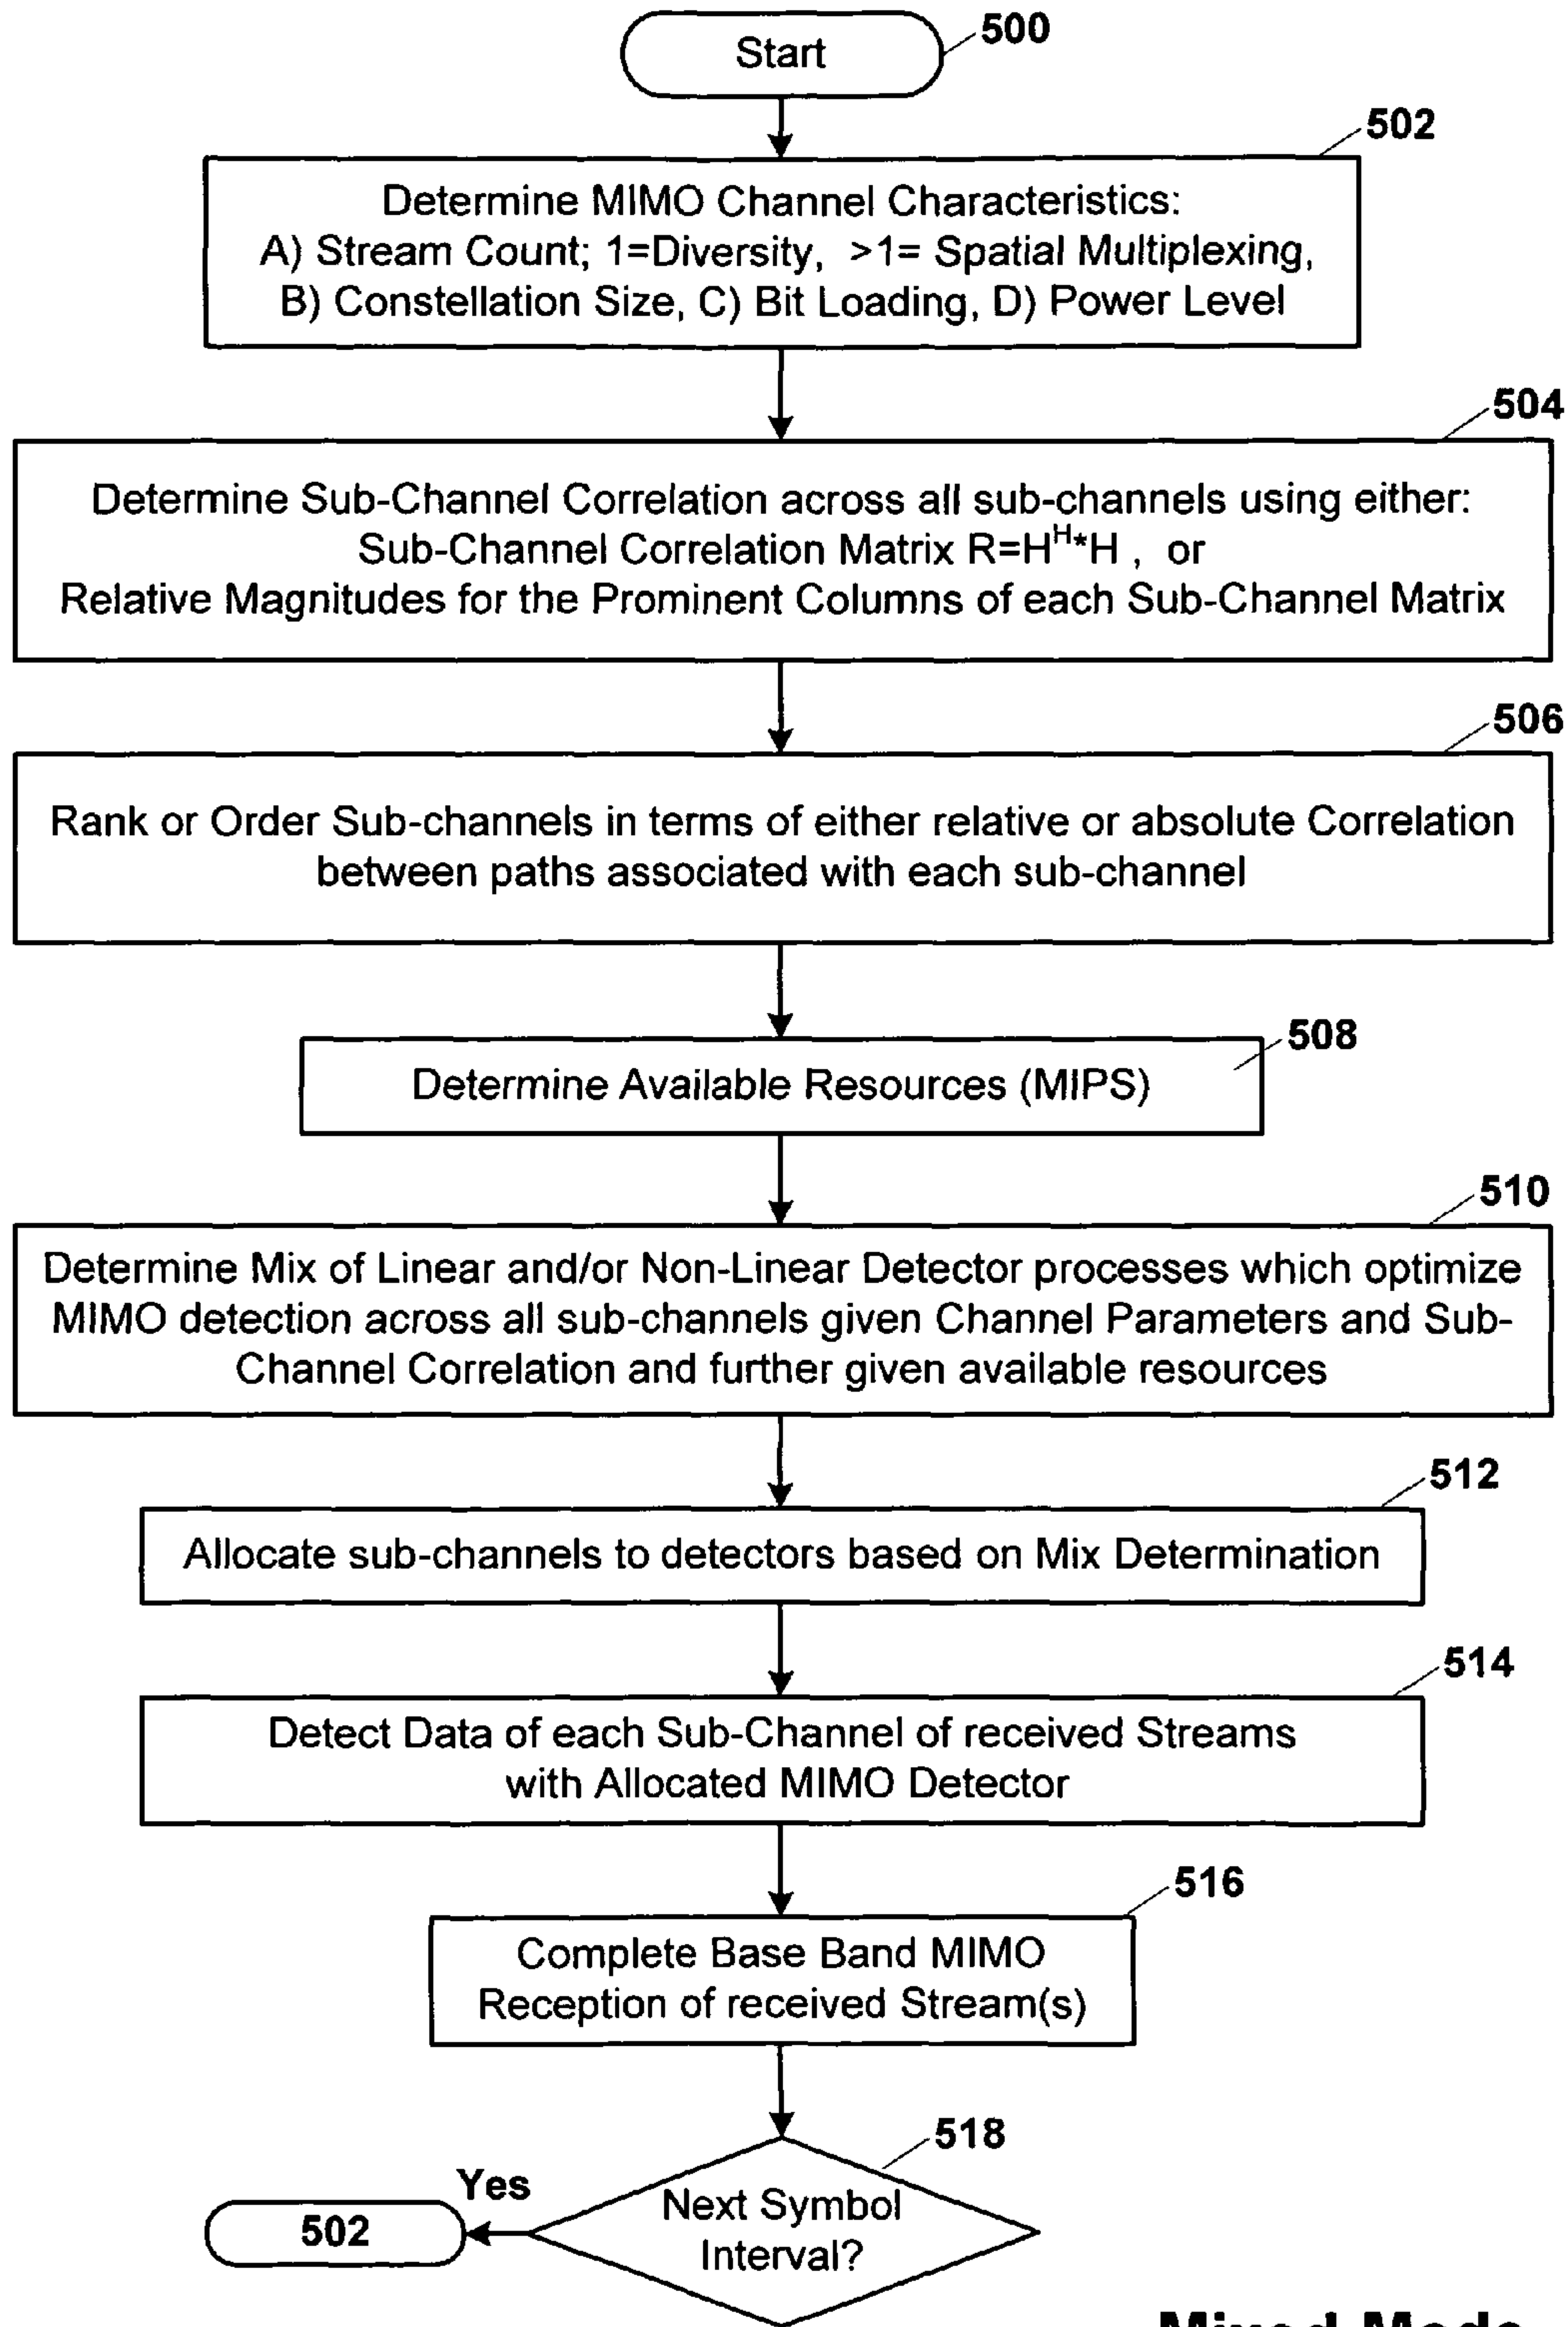 Start
500
502
Determine MIMO Channel Characteristics:
A) Stream Count; 1=Diversity, >1= Spatial Multiplexing,
B) Constellation Size, C) Bit Loading, D) Power Level
504
Determine Sub-Channel Correlation across all sub-channels using either:
Sub-Channel Correlation Matrix R=H^H*H , or
Relative Magnitudes for the Prominent Columns of each Sub-Channel Matrix
506
Rank or Order Sub-channels in terms of either relative or absolute Correlation
between paths associated with each sub-channel
508
Determine Available Resources (MIPS)
510
Determine Mix of Linear and/or Non-Linear Detector processes which optimize
MIMO detection across all sub-channels given Channel Parameters and Sub-
Channel Correlation and further given available resources
512
Allocate sub-channels to detectors based on Mix Determination
514
Detect Data of each Sub-Channel of received Streams
with Allocated MIMO Detector
516
Complete Base Band MIMO
Reception of received Stream(s)
518
Yes
502
Next Symbol
Interval?